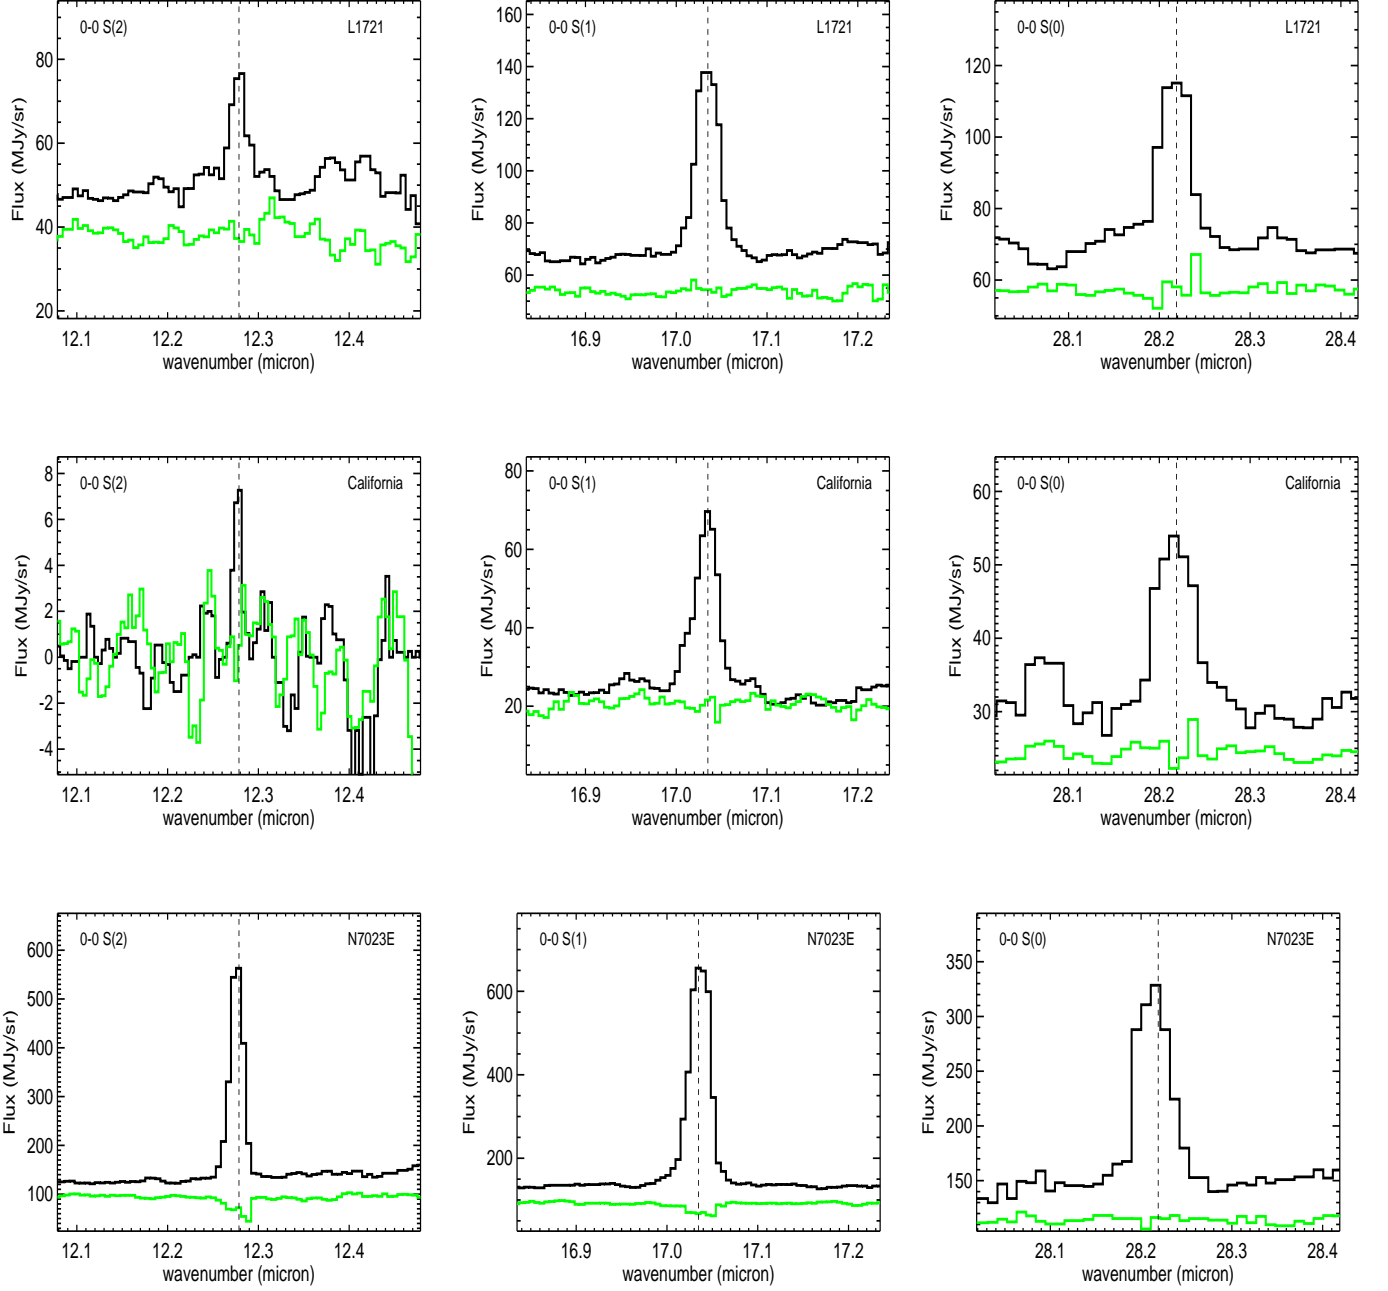 0-0 S(2) L1721
80
60
40
20
Flux (MJy/sr)
12.1 12.2 12.3 12.4
wavenumber (micron)
0-0 S(1) L1721
160
140
120
100
80
60
Flux (MJy/sr)
16.9 17.0 17.1 17.2
wavenumber (micron)
0-0 S(0) L1721
120
100
80
60
Flux (MJy/sr)
28.1 28.2 28.3 28.4
wavenumber (micron)
0-0 S(2) California
8
6
4
2
0
-2
-4
Flux (MJy/sr)
12.1 12.2 12.3 12.4
wavenumber (micron)
0-0 S(1) California
80
60
40
20
Flux (MJy/sr)
16.9 17.0 17.1 17.2
wavenumber (micron)
0-0 S(0) California
60
50
40
30
Flux (MJy/sr)
28.1 28.2 28.3 28.4
wavenumber (micron)
0-0 S(2) N7023E
600
500
400
300
200
100
Flux (MJy/sr)
12.1 12.2 12.3 12.4
wavenumber (micron)
0-0 S(1) N7023E
600
400
200
Flux (MJy/sr)
16.9 17.0 17.1 17.2
wavenumber (micron)
0-0 S(0) N7023E
350
300
250
200
150
Flux (MJy/sr)
28.1 28.2 28.3 28.4
wavenumber (micron)